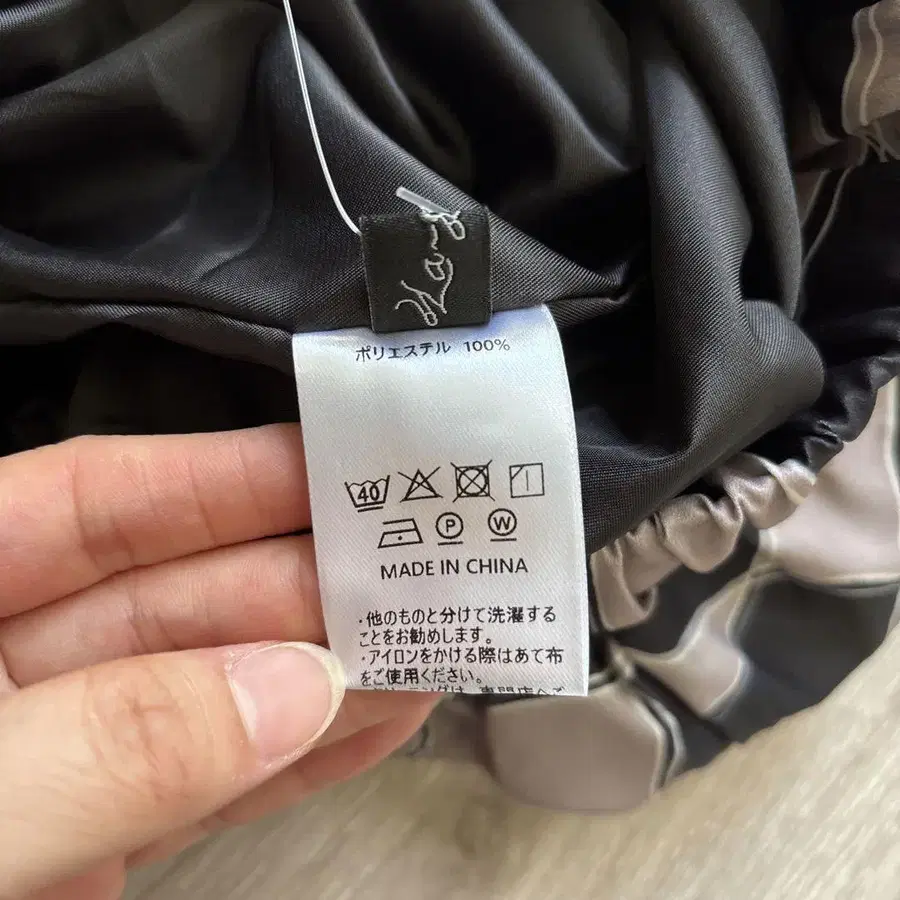 ポリエステル 100%
40
P W
MADE IN CHINA
・他のものと分けて洗濯する
ことをお勧めします。
・アイロンをかける際はあて布
をご使用ください。